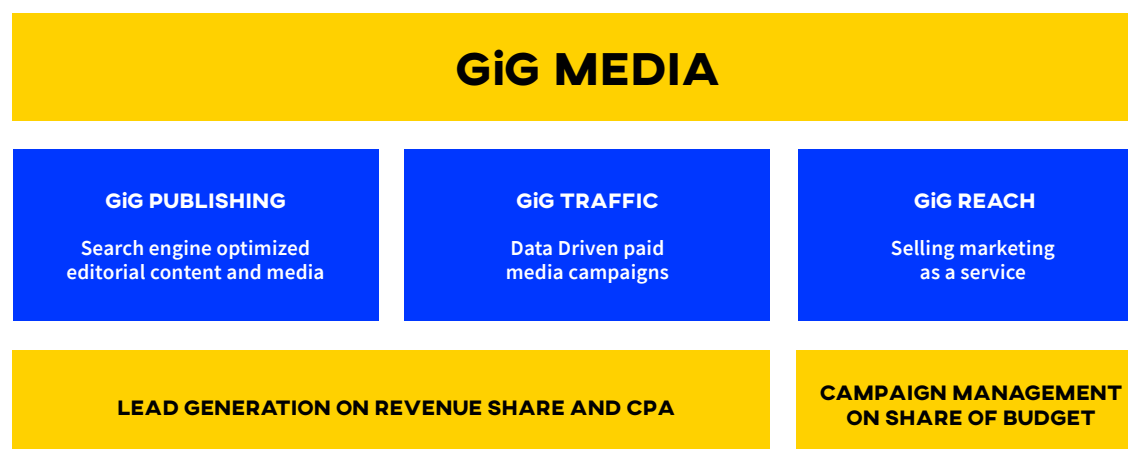 GiG MEDIA
GiG PUBLISHING
Search engine optimized
editorial content and media
GiG TRAFFIC
Data Driven paid
media campaigns
GiG REACH
Selling marketing
as a service
LEAD GENERATION ON REVENUE SHARE AND CPA
CAMPAIGN MANAGEMENT
ON SHARE OF BUDGET